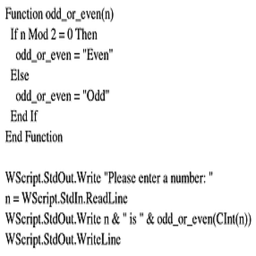 Function odd_or_even(n)
  If n Mod 2 = 0 Then
    odd_or_even = "Even"
  Else
    odd_or_even = "Odd"
  End If
End Function

WScript.StdOut.Write "Please enter a number: "
n = WScript.StdIn.ReadLine
WScript.StdOut.Write n & " is " & odd_or_even(CInt(n))
WScript.StdOut.WriteLine